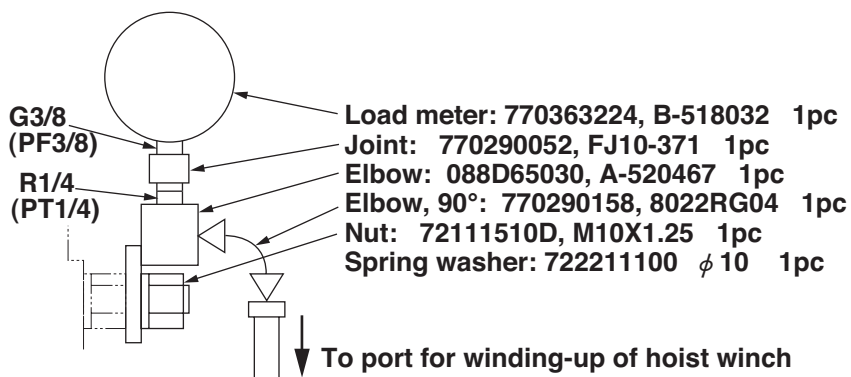 G3/8
(PF3/8)
R1/4
(PT1/4)
Load meter: 770363224, B-518032 1pc
Joint: 770290052, FJ10-371 1pc
Elbow: 088D65030, A-520467 1pc
Elbow, 90°: 770290158, 8022RG04 1pc
Nut: 72111510D, M10X1.25 1pc
Spring washer: 722211100 ϕ 10 1pc
To port for winding-up of hoist winch